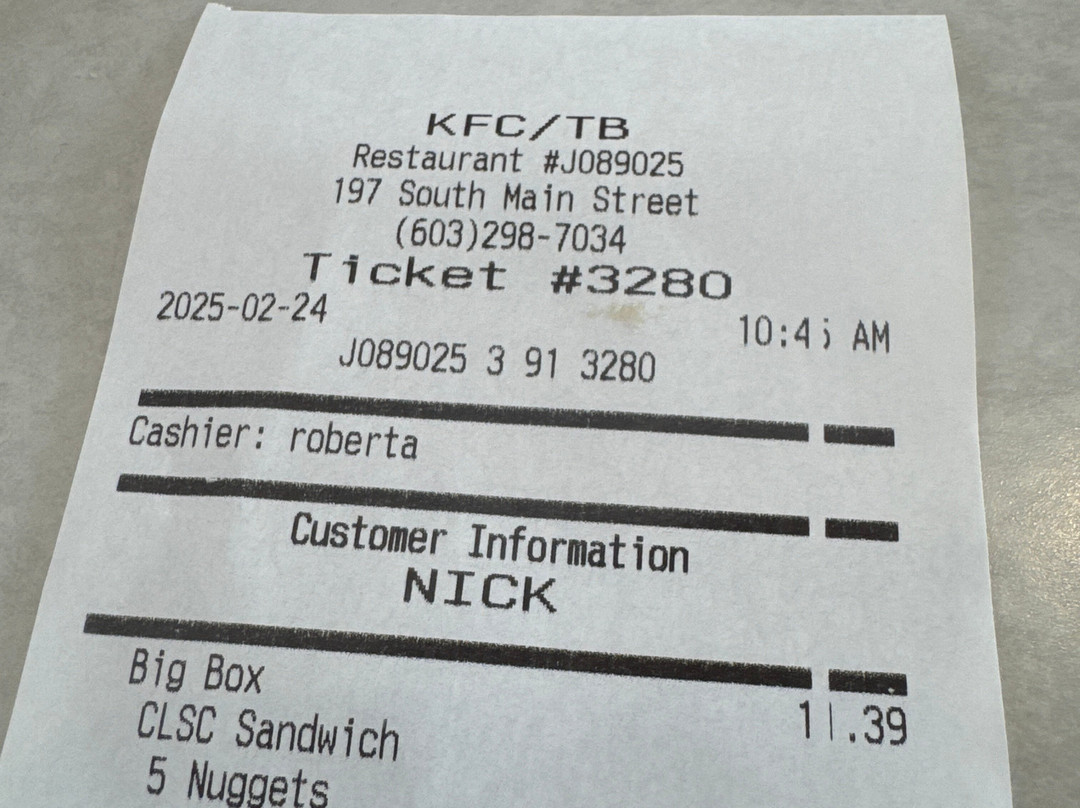 KFC/TB
Restaurant #J089025
197 South Main Street
(603)298-7034
Ticket #3280
2025-02-24 AM
J089025 3 91 3280
Cashier: roberta
Customer Information
NICK
Big Box 11.39
CLSC Sandwich
5 Nuggets